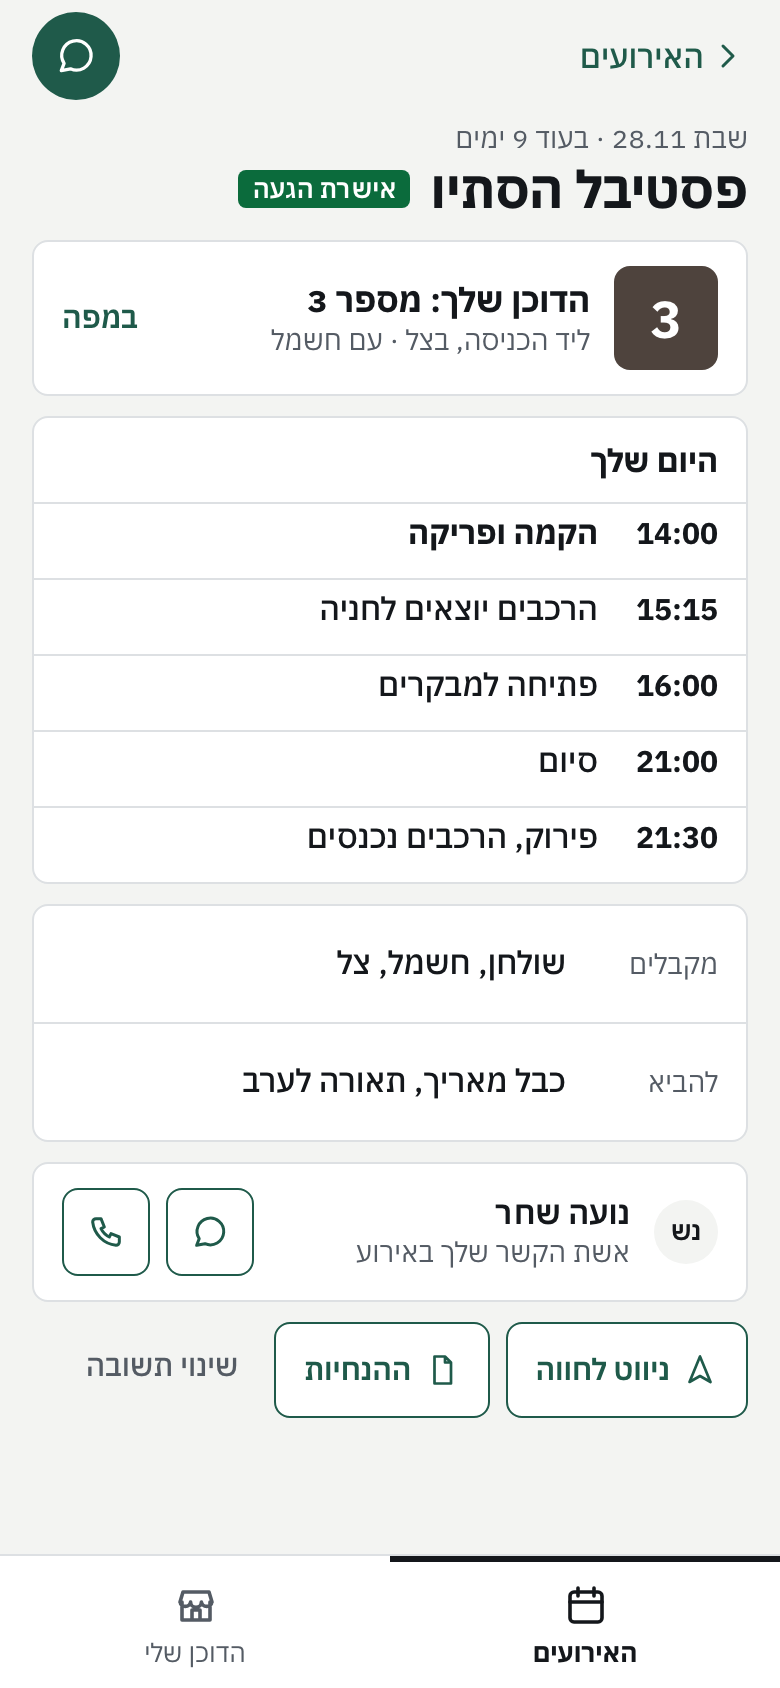 האירועים
שבת 28.11 · בעוד 9 ימים
פסטיבל הסתיו אישרת הגעה
3
הדוכן שלך: מספר 3
ליד הכניסה, בצל · עם חשמל
במפה
היום שלך
14:00 הקמה ופריקה
15:15 הרכבים יוצאים לחניה
16:00 פתיחה למבקרים
21:00 סיום
21:30 פירוק, הרכבים נכנסים
מקבלים שולחן, חשמל, צל
להביא כבל מאריך, תאורה לערב
נש
נועה שחר
אשת הקשר שלך באירוע
ניווט לחווה ההנחיות שינוי תשובה
האירועים הדוכן שלי